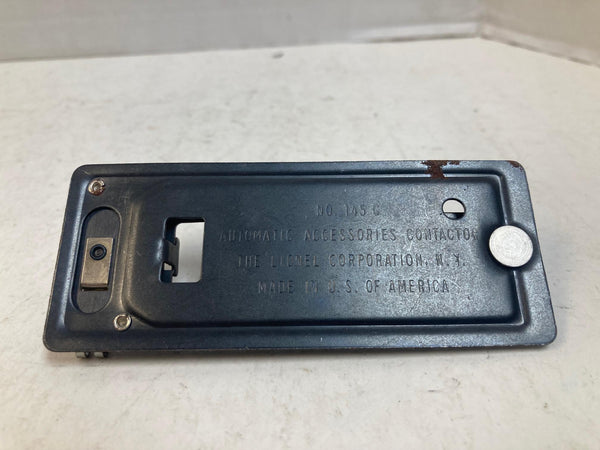 NO. 145 C
AUTOMATIC ACCESSORIES CONTACTOR
THE LIONEL CORPORATION, N. Y.
MADE IN U. S. OF AMERICA